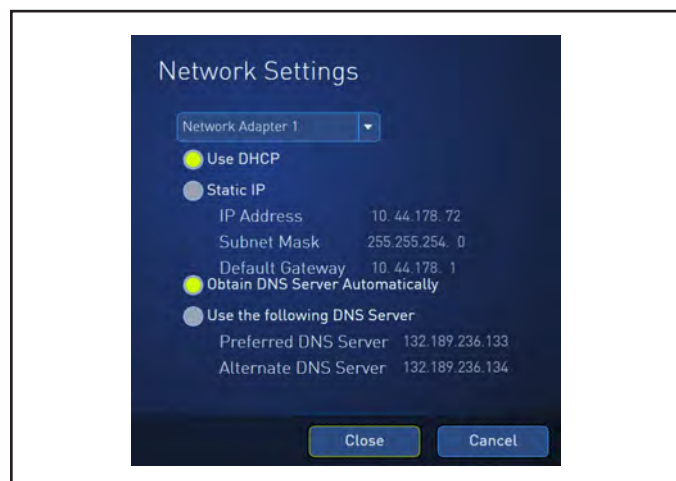 Network Settings
Network Adapter 1
Use DHCP
Static IP
IP Address 10. 44.178. 72
Subnet Mask 255.255.254. 0
Default Gateway 10. 44.178. 1
Obtain DNS Server Automatically
Use the following DNS Server
Preferred DNS Server 132.189.236.133
Alternate DNS Server 132.189.236.134
Close Cancel